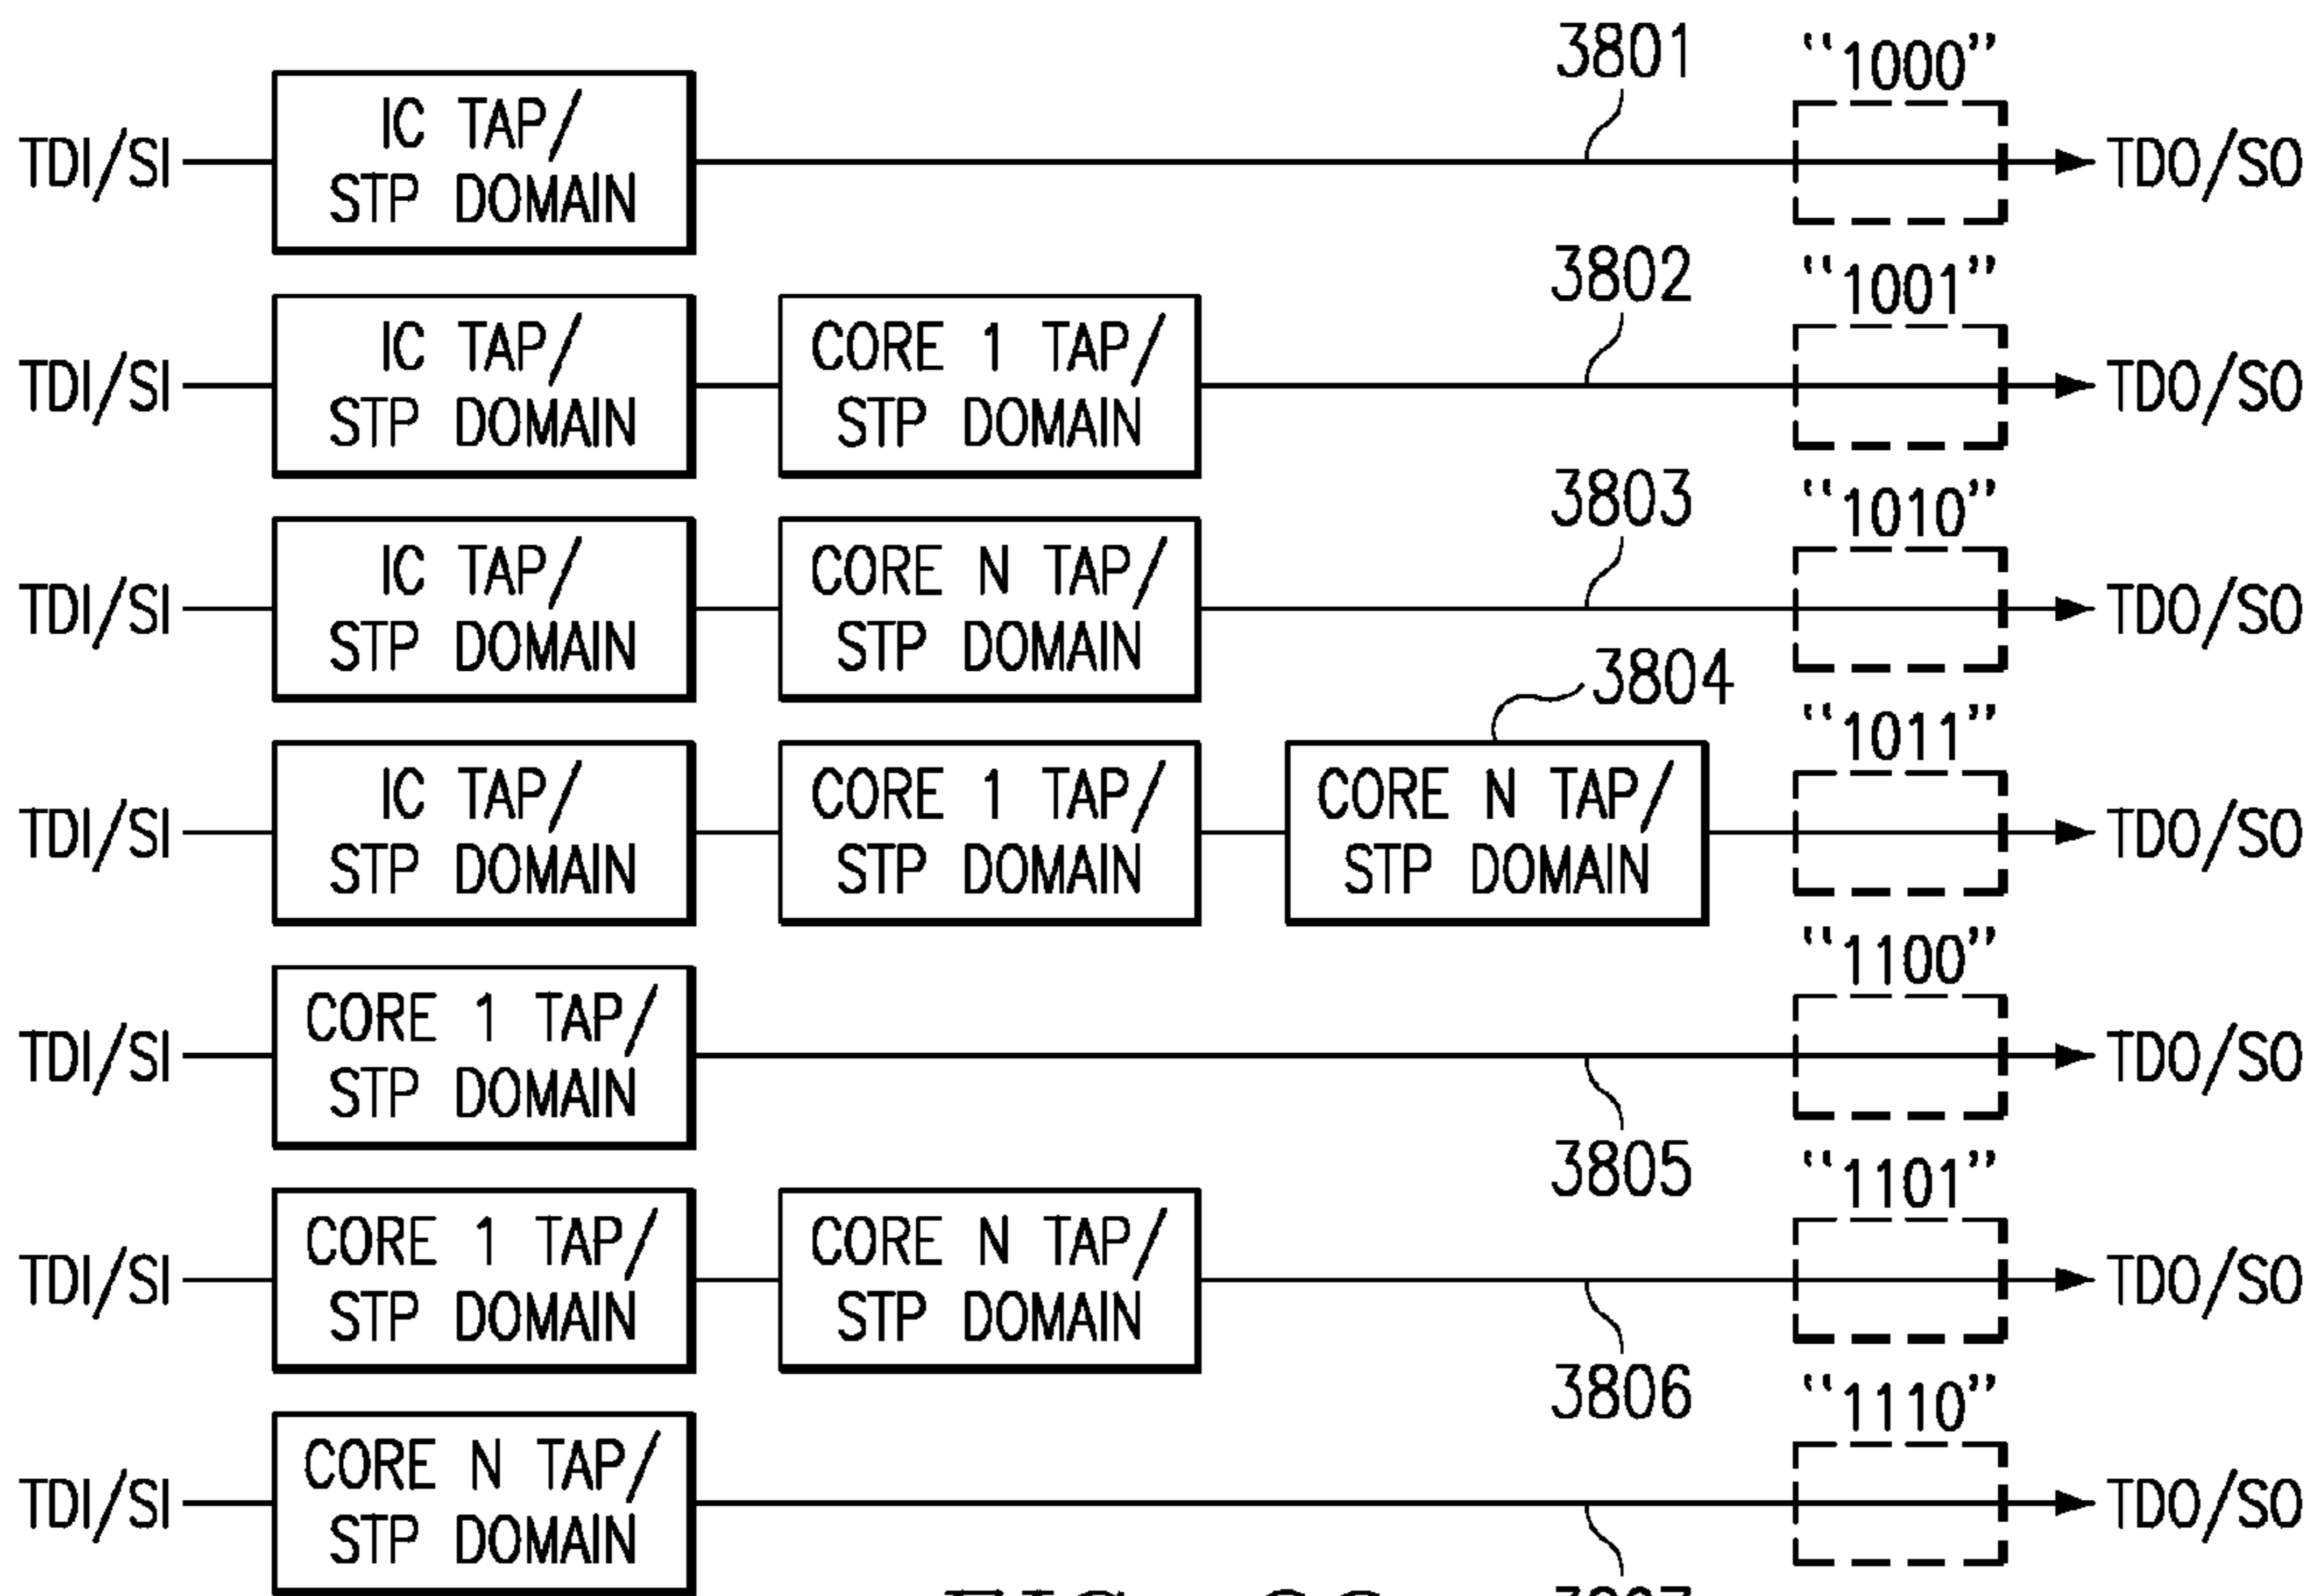 3801
"1000"
TDI/SI
IC TAP/
STP DOMAIN
TDO/SO
3802
"1001"
TDI/SI
IC TAP/
STP DOMAIN
CORE 1 TAP/
STP DOMAIN
TDO/SO
3803
"1010"
TDI/SI
IC TAP/
STP DOMAIN
CORE N TAP/
STP DOMAIN
TDO/SO
3804
"1011"
TDI/SI
IC TAP/
STP DOMAIN
CORE 1 TAP/
STP DOMAIN
CORE N TAP/
STP DOMAIN
TDO/SO
"1100"
TDI/SI
CORE 1 TAP/
STP DOMAIN
TDO/SO
3805
"1101"
TDI/SI
CORE 1 TAP/
STP DOMAIN
CORE N TAP/
STP DOMAIN
TDO/SO
3806
"1110"
TDI/SI
CORE N TAP/
STP DOMAIN
TDO/SO